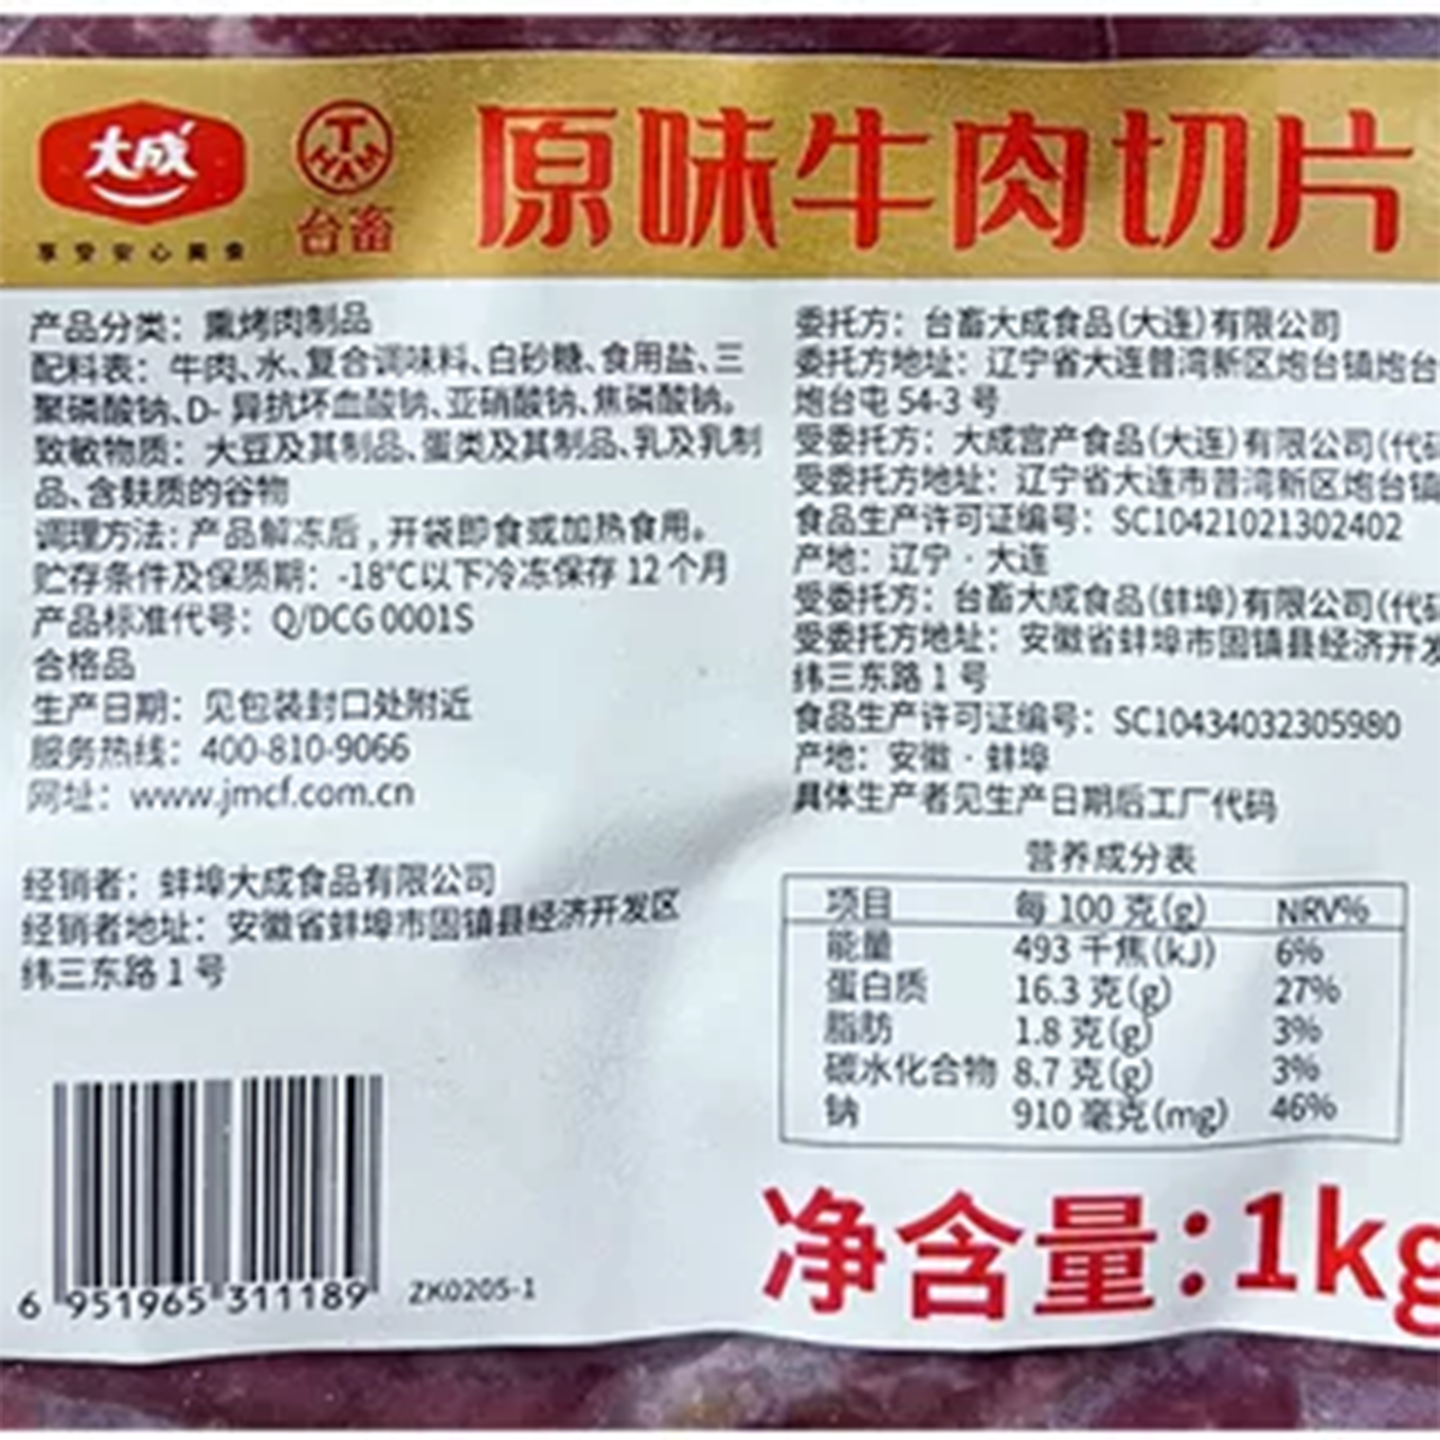 大成
享受安心美食
T
HAM
台畜
原味牛肉切片
产品分类：熏烤肉制品
配料表：牛肉、水、复合调味料、白砂糖、食用盐、三
聚磷酸钠、D- 异抗坏血酸钠、亚硝酸钠、焦磷酸钠。
致敏物质：大豆及其制品、蛋类及其制品、乳及乳制
品、含麸质的谷物
调理方法：产品解冻后，开袋即食或加热食用。
贮存条件及保质期：-18°C以下冷冻保存 12 个月
产品标准代号：Q/DCG 0001S
合格品
生产日期：见包装封口处附近
服务热线：400-810-9066
网址：www.jmcf.com.cn
经销者：蚌埠大成食品有限公司
经销者地址：安徽省蚌埠市固镇县经济开发区
纬三东路 1 号
6 951965 311189
ZK0205-1
委托方：台畜大成食品(大连)有限公司
委托方地址：辽宁省大连普湾新区炮台镇炮台
炮台屯 54-3 号
受委托方：大成宫产食品(大连)有限公司(代码
受委托方地址：辽宁省大连市普湾新区炮台镇
食品生产许可证编号：SC10421021302402
产地：辽宁 · 大连
受委托方：台畜大成食品(蚌埠)有限公司(代码
受委托方地址：安徽省蚌埠市固镇县经济开发
纬三东路 1 号
食品生产许可证编号：SC10434032305980
产地：安徽 · 蚌埠
具体生产者见生产日期后工厂代码
营养成分表
项目 每 100 克(g) NRV%
能量 493 千焦(kJ) 6%
蛋白质 16.3 克(g) 27%
脂肪 1.8 克(g) 3%
碳水化合物 8.7 克(g) 3%
钠 910 毫克(mg) 46%
净含量：1kg